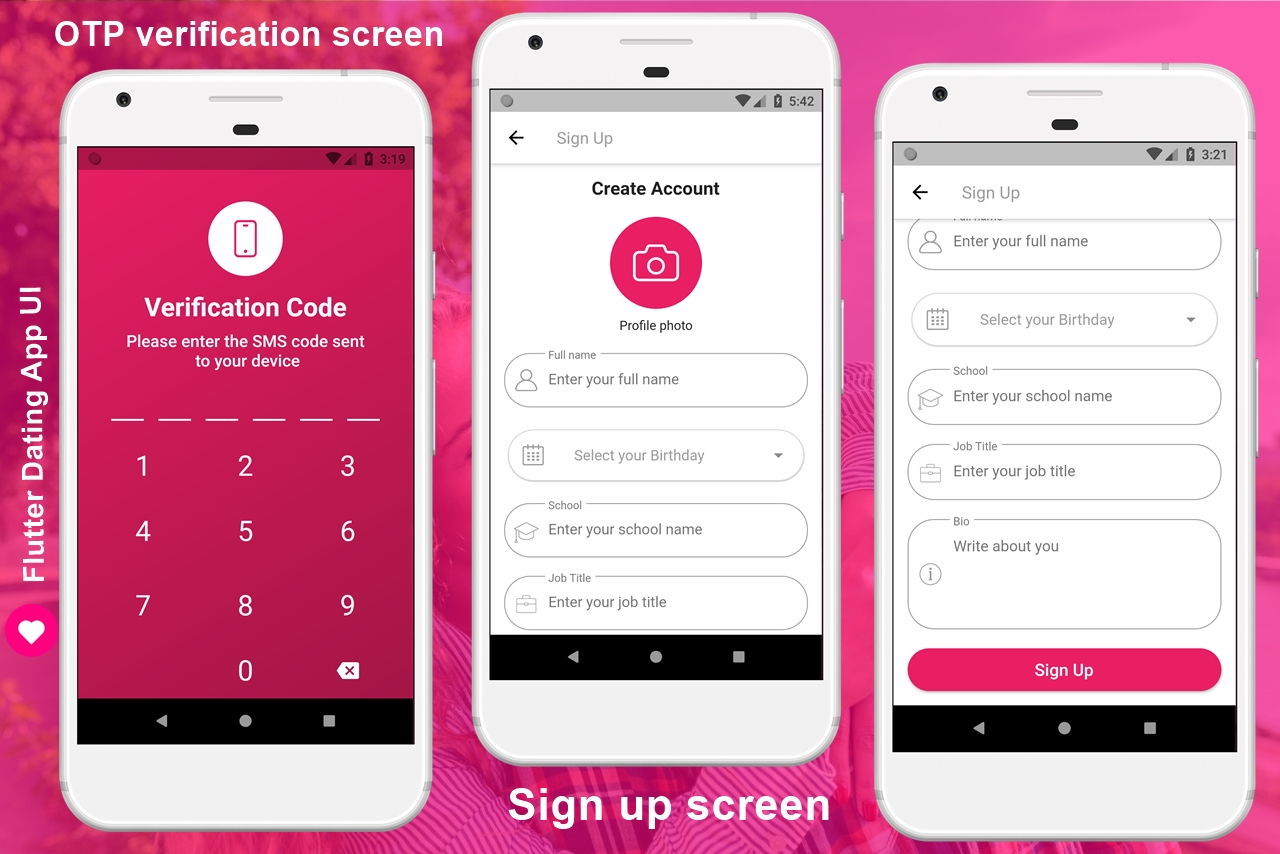 OTP verification screen
Flutter Dating App UI
3:19
Verification Code
Please enter the SMS code sent
to your device
1 2 3
4 5 6
7 8 9
0
5:42
Sign Up
Create Account
Profile photo
Full name
Enter your full name
Select your Birthday
School
Enter your school name
Job Title
Enter your job title
Sign up screen
3:21
Sign Up
Full name
Enter your full name
Select your Birthday
School
Enter your school name
Job Title
Enter your job title
Bio
Write about you
Sign Up